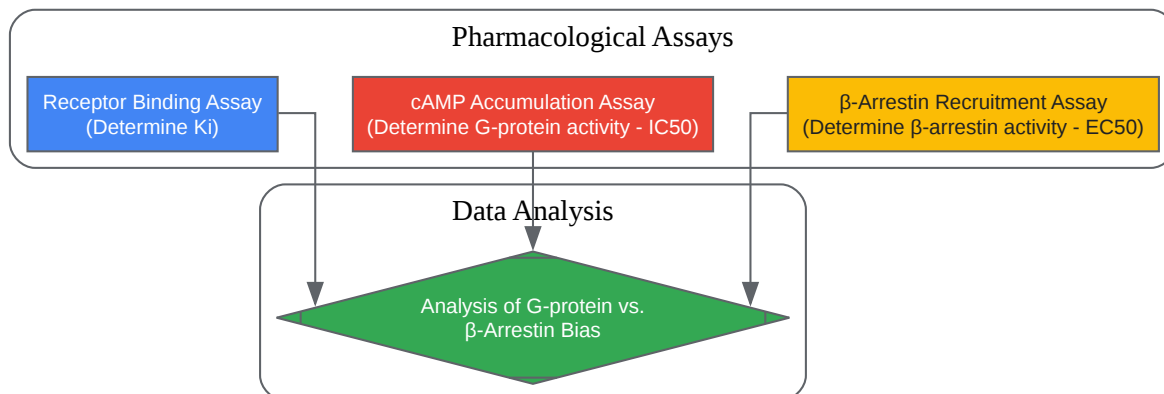 Pharmacological Assays
Receptor Binding Assay
(Determine Ki)
cAMP Accumulation Assay
(Determine G-protein activity - IC50)
β-Arrestin Recruitment Assay
(Determine β-arrestin activity - EC50)
Data Analysis
Analysis of G-protein vs.
β-Arrestin Bias